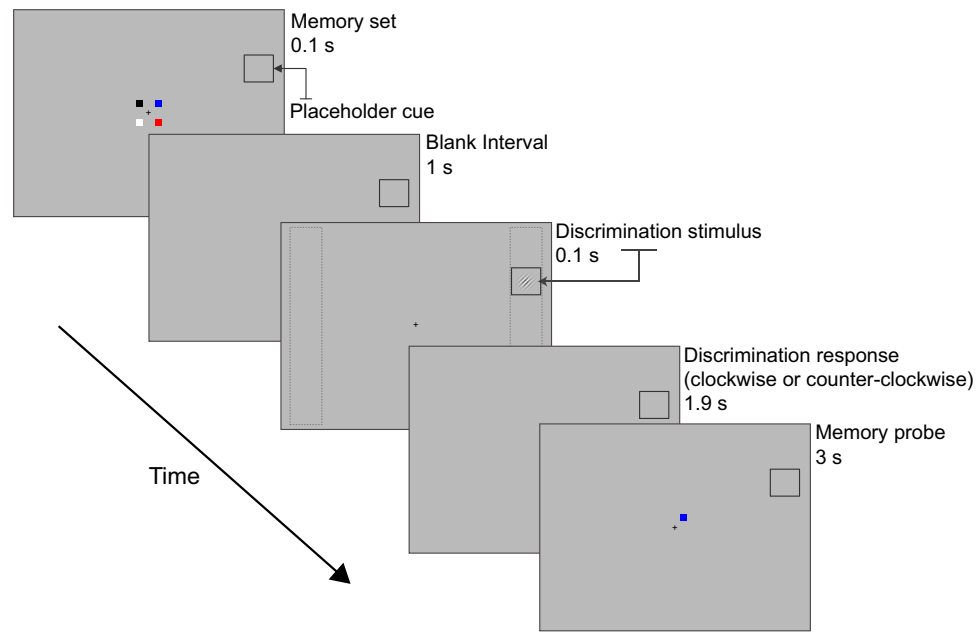 Memory set
0.1 s
Placeholder cue
Blank Interval
1 s
Discrimination stimulus
0.1 s
Discrimination response
(clockwise or counter-clockwise)
1.9 s
Memory probe
3 s
Time